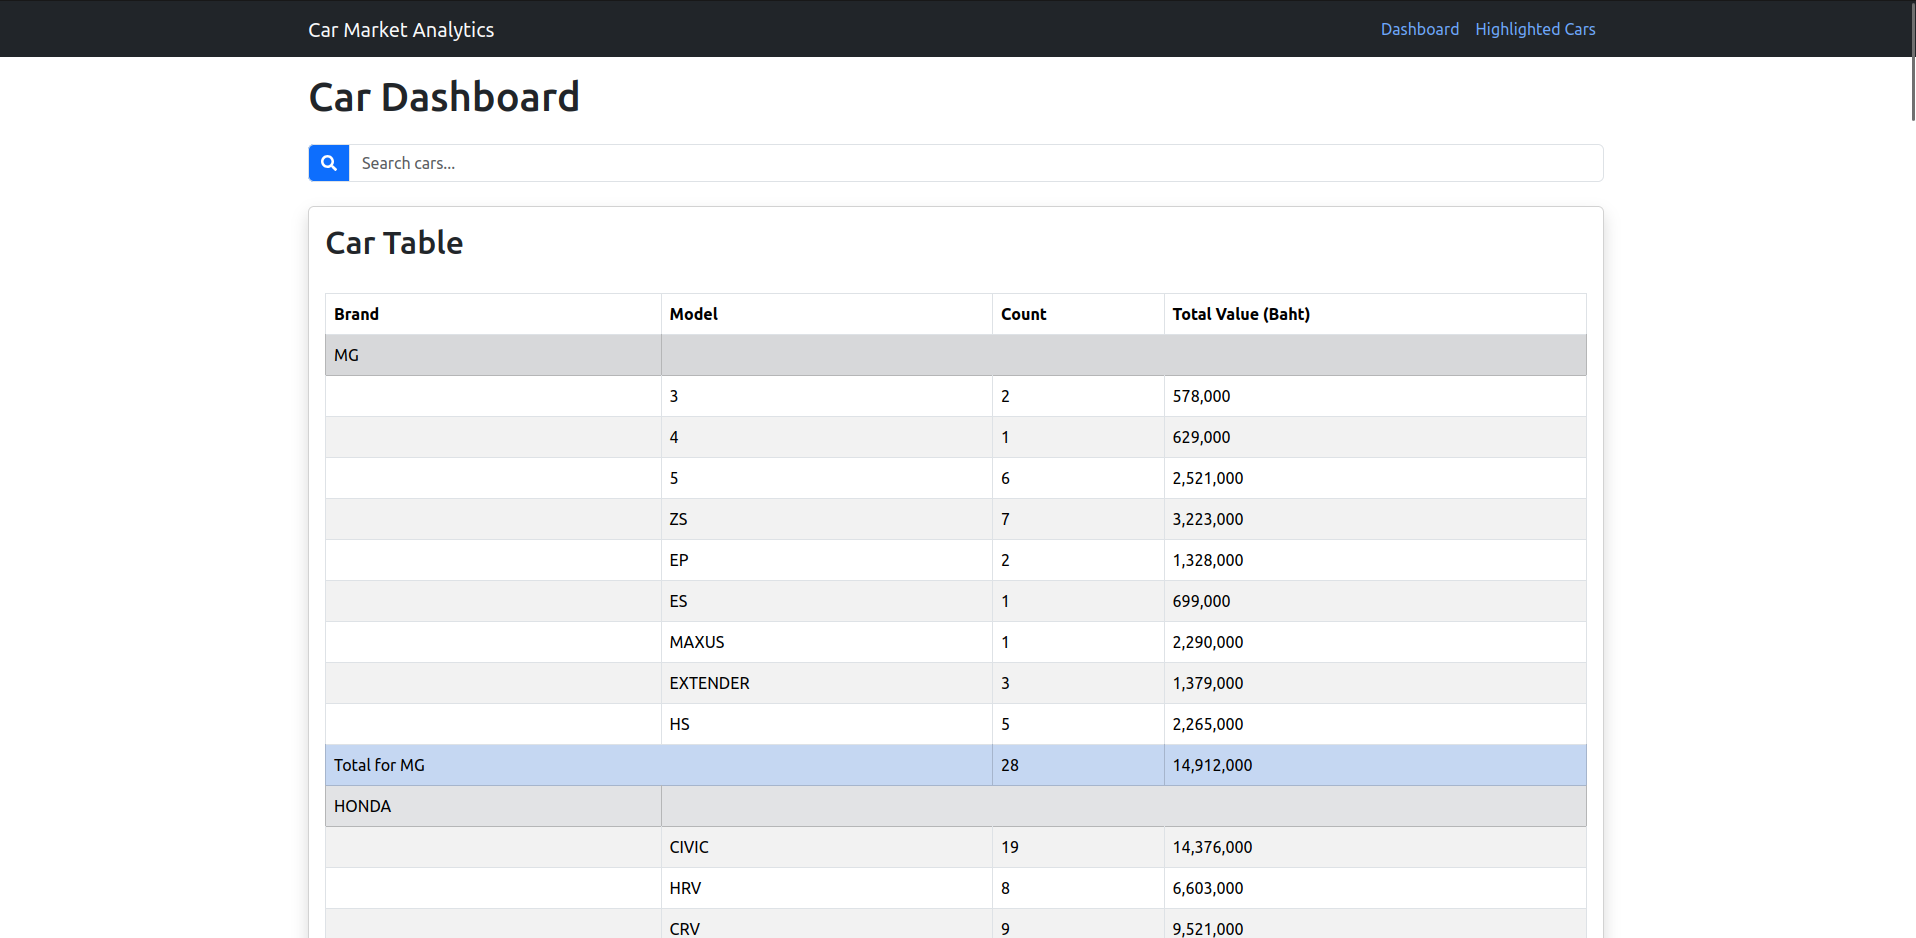 Car Market Analytics Dashboard Highlighted Cars
Car Dashboard
Search cars...
Car Table
Brand Model Count Total Value (Baht)
MG
3 2 578,000
4 1 629,000
5 6 2,521,000
ZS 7 3,223,000
EP 2 1,328,000
ES 1 699,000
MAXUS 1 2,290,000
EXTENDER 3 1,379,000
HS 5 2,265,000
Total for MG 28 14,912,000
HONDA
CIVIC 19 14,376,000
HRV 8 6,603,000
CRV 9 9,521,000